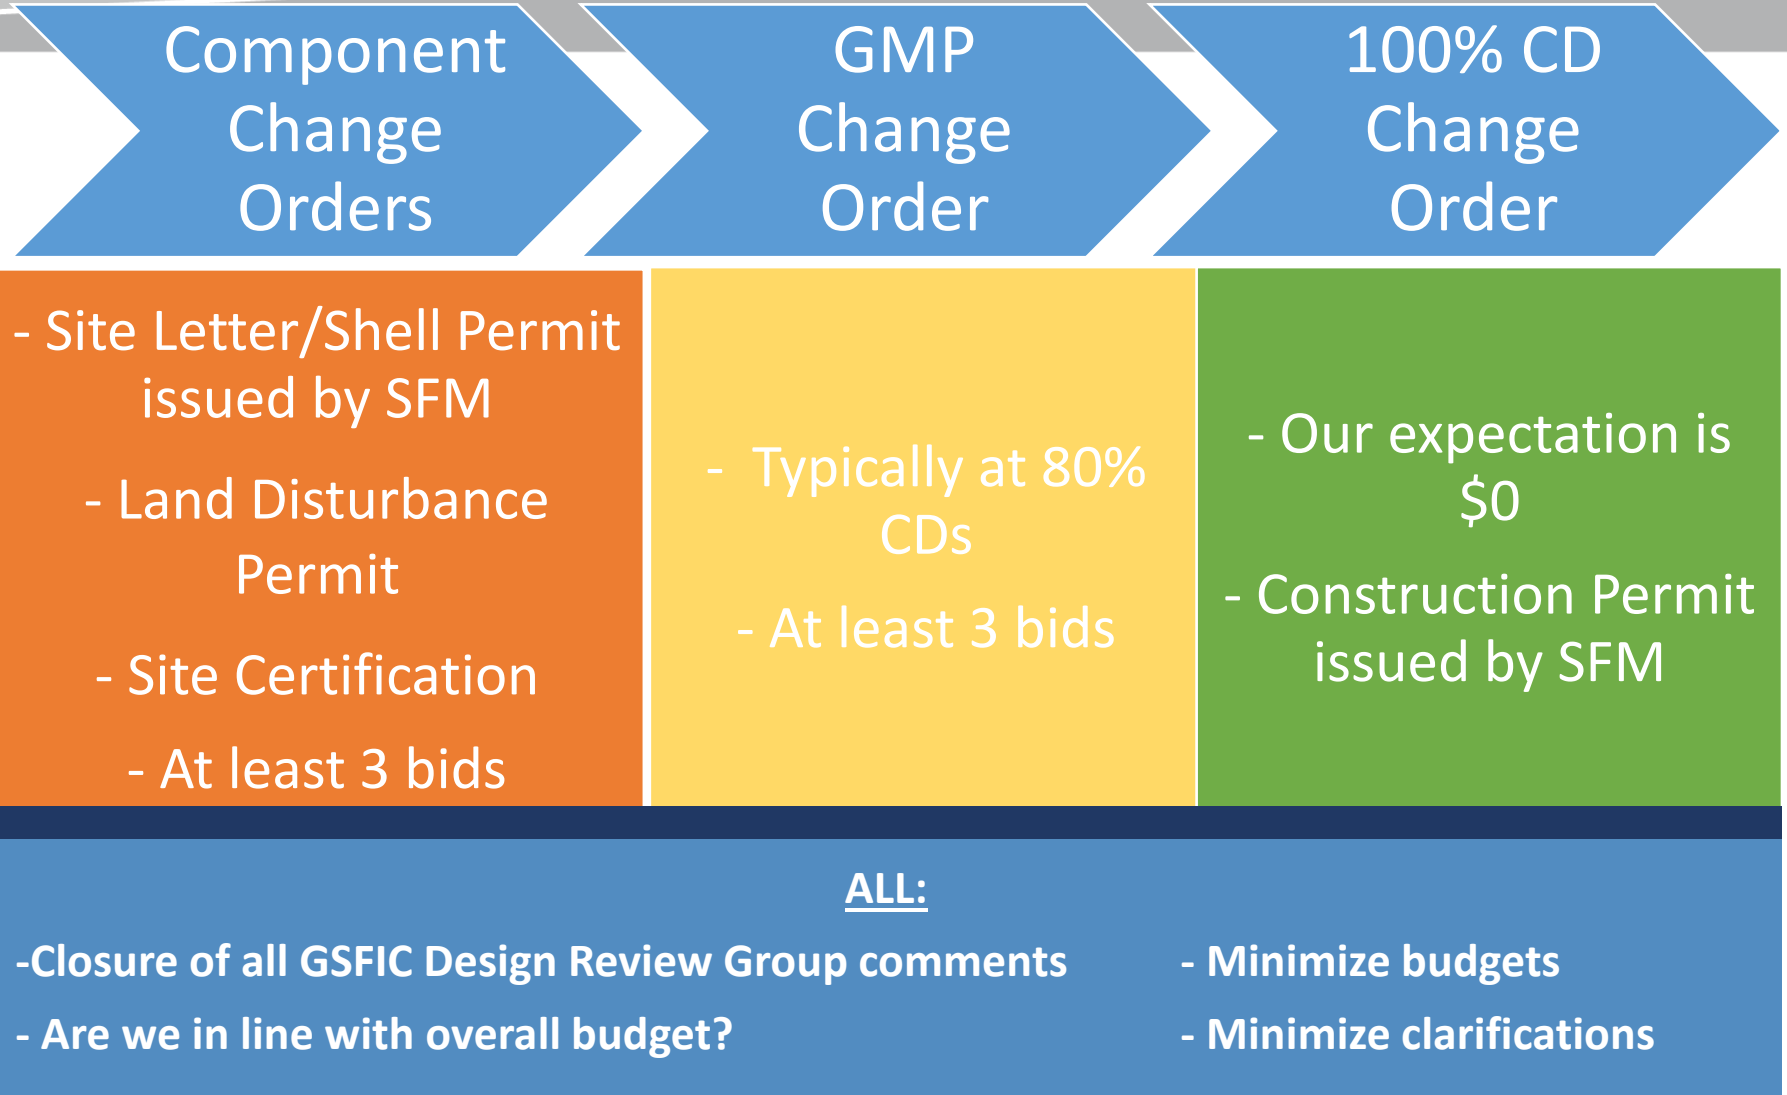 Component
Change
Orders
GMP
Change
Order
100% CD
Change
Order
- Site Letter/Shell Permit
issued by SFM
- Land Disturbance
Permit
- Site Certification
- At least 3 bids
- Typically at 80%
CDs
- At least 3 bids
- Our expectation is
$0
- Construction Permit
issued by SFM
ALL:
-Closure of all GSFIC Design Review Group comments
- Are we in line with overall budget?
- Minimize budgets
- Minimize clarifications